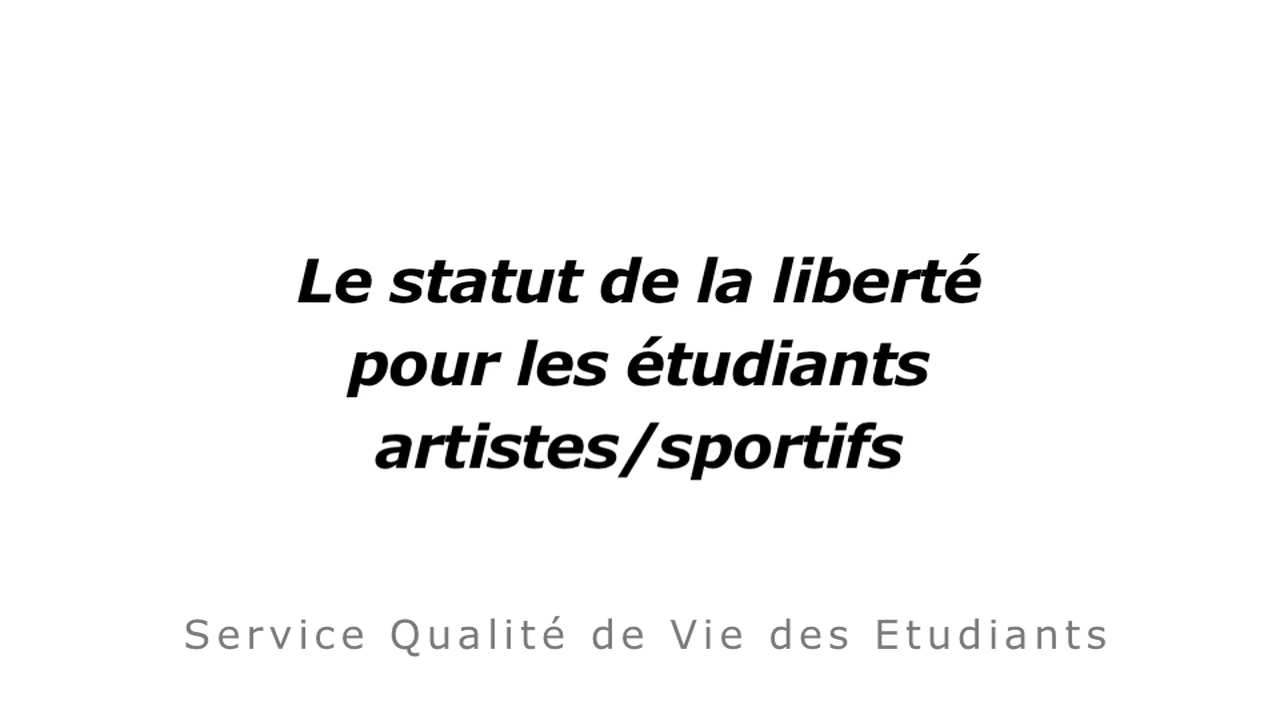 Le statut de la liberté
pour les étudiants
artistes/sportifs
Service Qualité de Vie des Etudiants